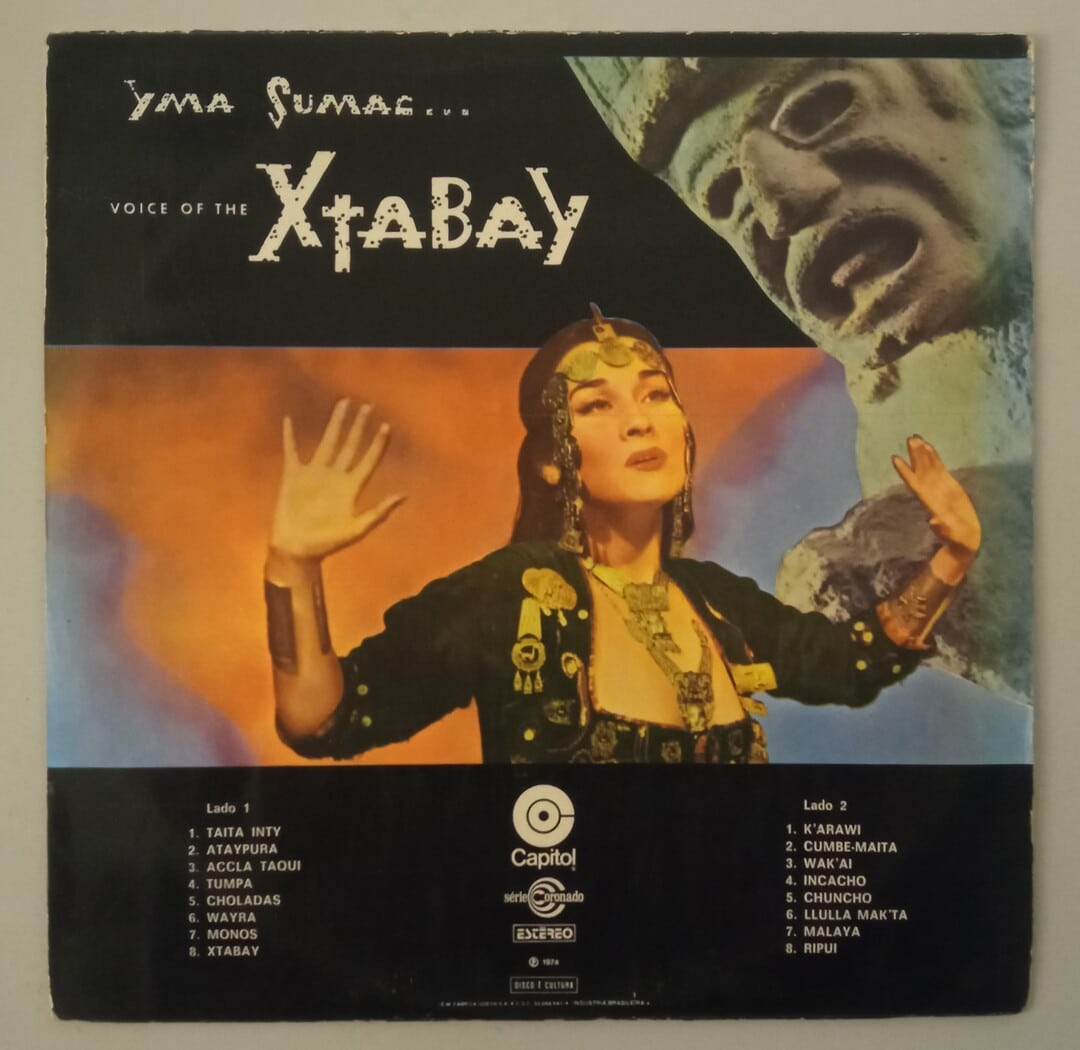 YMA SUMAC...
VOICE OF THE XTABAY
Lado 1
1. TAITA INTY
2. ATAYPURA
3. ACCLA TAQUI
4. TUMPA
5. CHOLADAS
6. WAYRA
7. MONOS
8. XTABAY
Capitol
série Coronado
ESTÉREO
℗ 1974
DISCO É CULTURA
INDÚSTRIA BRASILEIRA
Lado 2
1. K'ARAWI
2. CUMBE-MAITA
3. WAK'AI
4. INCACHO
5. CHUNCHO
6. LLULLA MAK'TA
7. MALAYA
8. RIPUI